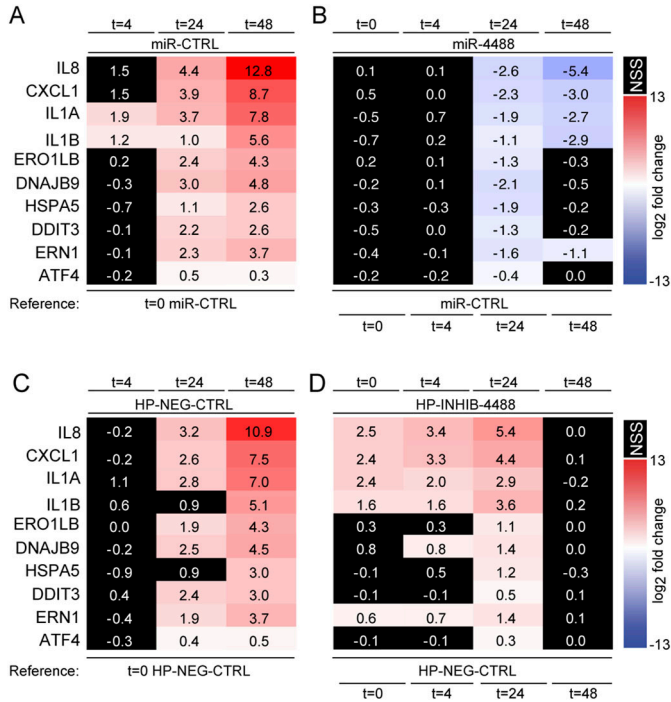 A
t=4 t=24 t=48
miR-CTRL
IL8 1.5 4.4 12.8
CXCL1 1.5 3.9 8.7
IL1A 1.9 3.7 7.8
IL1B 1.2 1.0 5.6
ERO1LB 0.2 2.4 4.3
DNAJB9 -0.3 3.0 4.8
HSPA5 -0.7 1.1 2.6
DDIT3 -0.1 2.2 2.6
ERN1 -0.1 2.3 3.7
ATF4 -0.2 0.5 0.3
Reference: t=0 miR-CTRL
B
t=0 t=4 t=24 t=48
miR-4488
0.1 0.1 -2.6 -5.4
0.5 0.0 -2.3 -3.0
-0.5 0.7 -1.9 -2.7
-0.7 0.2 -1.1 -2.9
0.2 0.1 -1.3 -0.3
-0.2 0.1 -2.1 -0.5
-0.3 -0.3 -1.9 -0.2
-0.5 0.0 -1.3 -0.2
-0.4 -0.1 -1.6 -1.1
-0.2 -0.2 -0.4 0.0
miR-CTRL
t=0 t=4 t=24 t=48
NSS
13
log2 fold change
-13
C
t=4 t=24 t=48
HP-NEG-CTRL
IL8 -0.2 3.2 10.9
CXCL1 -0.2 2.6 7.5
IL1A 1.1 2.8 7.0
IL1B 0.6 0.9 5.1
ERO1LB 0.0 1.9 4.3
DNAJB9 -0.2 2.5 4.5
HSPA5 -0.9 0.9 3.0
DDIT3 0.4 2.4 3.0
ERN1 -0.4 1.9 3.7
ATF4 -0.3 0.4 0.5
Reference: t=0 HP-NEG-CTRL
D
t=0 t=4 t=24 t=48
HP-INHIB-4488
2.5 3.4 5.4 0.0
2.4 3.3 4.4 0.1
2.4 2.0 2.9 -0.2
1.6 1.6 3.6 0.2
0.3 0.3 1.1 0.0
0.8 0.8 1.4 0.0
-0.1 0.5 1.2 -0.3
-0.1 -0.1 0.5 0.1
0.6 0.7 1.4 0.1
-0.1 -0.1 0.3 0.0
HP-NEG-CTRL
t=0 t=4 t=24 t=48
NSS
13
log2 fold change
-13